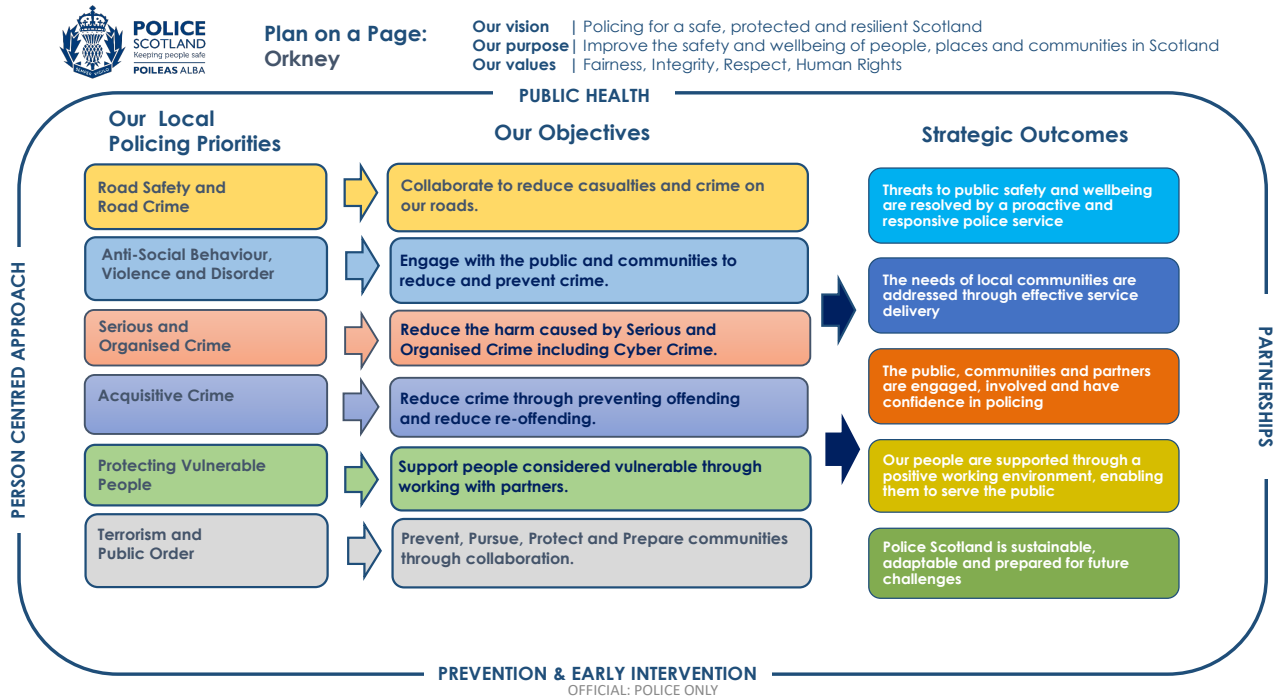 POLICE
SCOTLAND
Keeping people safe
POILEAS ALBA
SEMPER VIGILO
Plan on a Page:
Orkney
Our vision | Policing for a safe, protected and resilient Scotland
Our purpose | Improve the safety and wellbeing of people, places and communities in Scotland
Our values | Fairness, Integrity, Respect, Human Rights
PUBLIC HEALTH
PERSON CENTRED APPROACH
Our Local
Policing Priorities
Our Objectives
Strategic Outcomes
Road Safety and
Road Crime
Collaborate to reduce casualties and crime on
our roads.
Anti-Social Behaviour,
Violence and Disorder
Engage with the public and communities to
reduce and prevent crime.
Serious and
Organised Crime
Reduce the harm caused by Serious and
Organised Crime including Cyber Crime.
Acquisitive Crime
Reduce crime through preventing offending
and reduce re-offending.
Protecting Vulnerable
People
Support people considered vulnerable through
working with partners.
Terrorism and
Public Order
Prevent, Pursue, Protect and Prepare communities
through collaboration.
Threats to public safety and wellbeing
are resolved by a proactive and
responsive police service
The needs of local communities are
addressed through effective service
delivery
The public, communities and partners
are engaged, involved and have
confidence in policing
Our people are supported through a
positive working environment, enabling
them to serve the public
Police Scotland is sustainable,
adaptable and prepared for future
challenges
PARTNERSHIPS
PREVENTION & EARLY INTERVENTION
OFFICIAL: POLICE ONLY